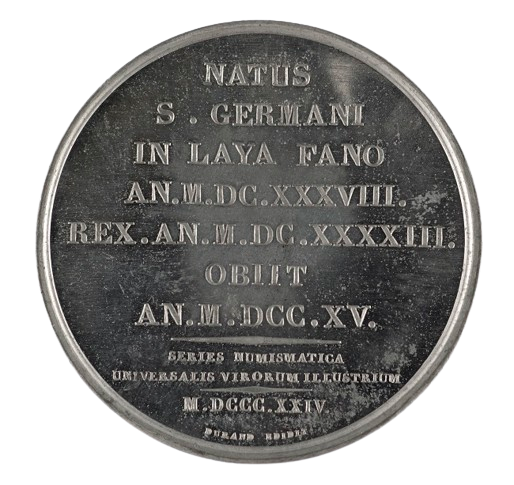 NATUS
S. GERMANI
IN LAYA FANO
AN.M.DC.XXXVIII.
REX.AN.M.DC.XXXXIII.
OBIIT
AN.M.DCC.XV.
SERIES NUMISMATICA
UNIVERSALIS VIRORUM ILLUSTRIUM
M.DCCCC.XXIV
DURAND EDIDIT